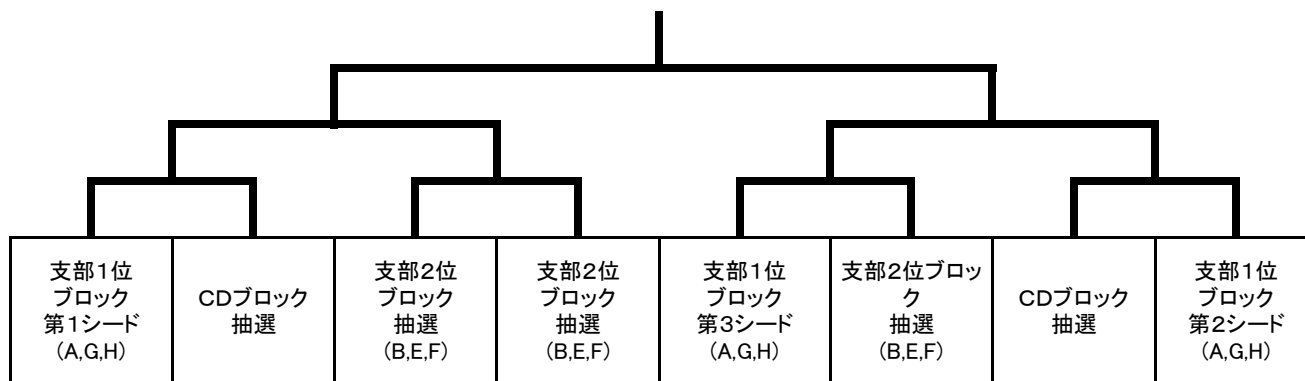 支部1位
ブロック
第1シード
(A,G,H)
CDブロック
抽選
支部2位
ブロック
抽選
(B,E,F)
支部2位
ブロック
抽選
(B,E,F)
支部1位
ブロック
第3シード
(A,G,H)
支部2位ブロッ
ク
抽選
(B,E,F)
CDブロック
抽選
支部1位
ブロック
第2シード
(A,G,H)